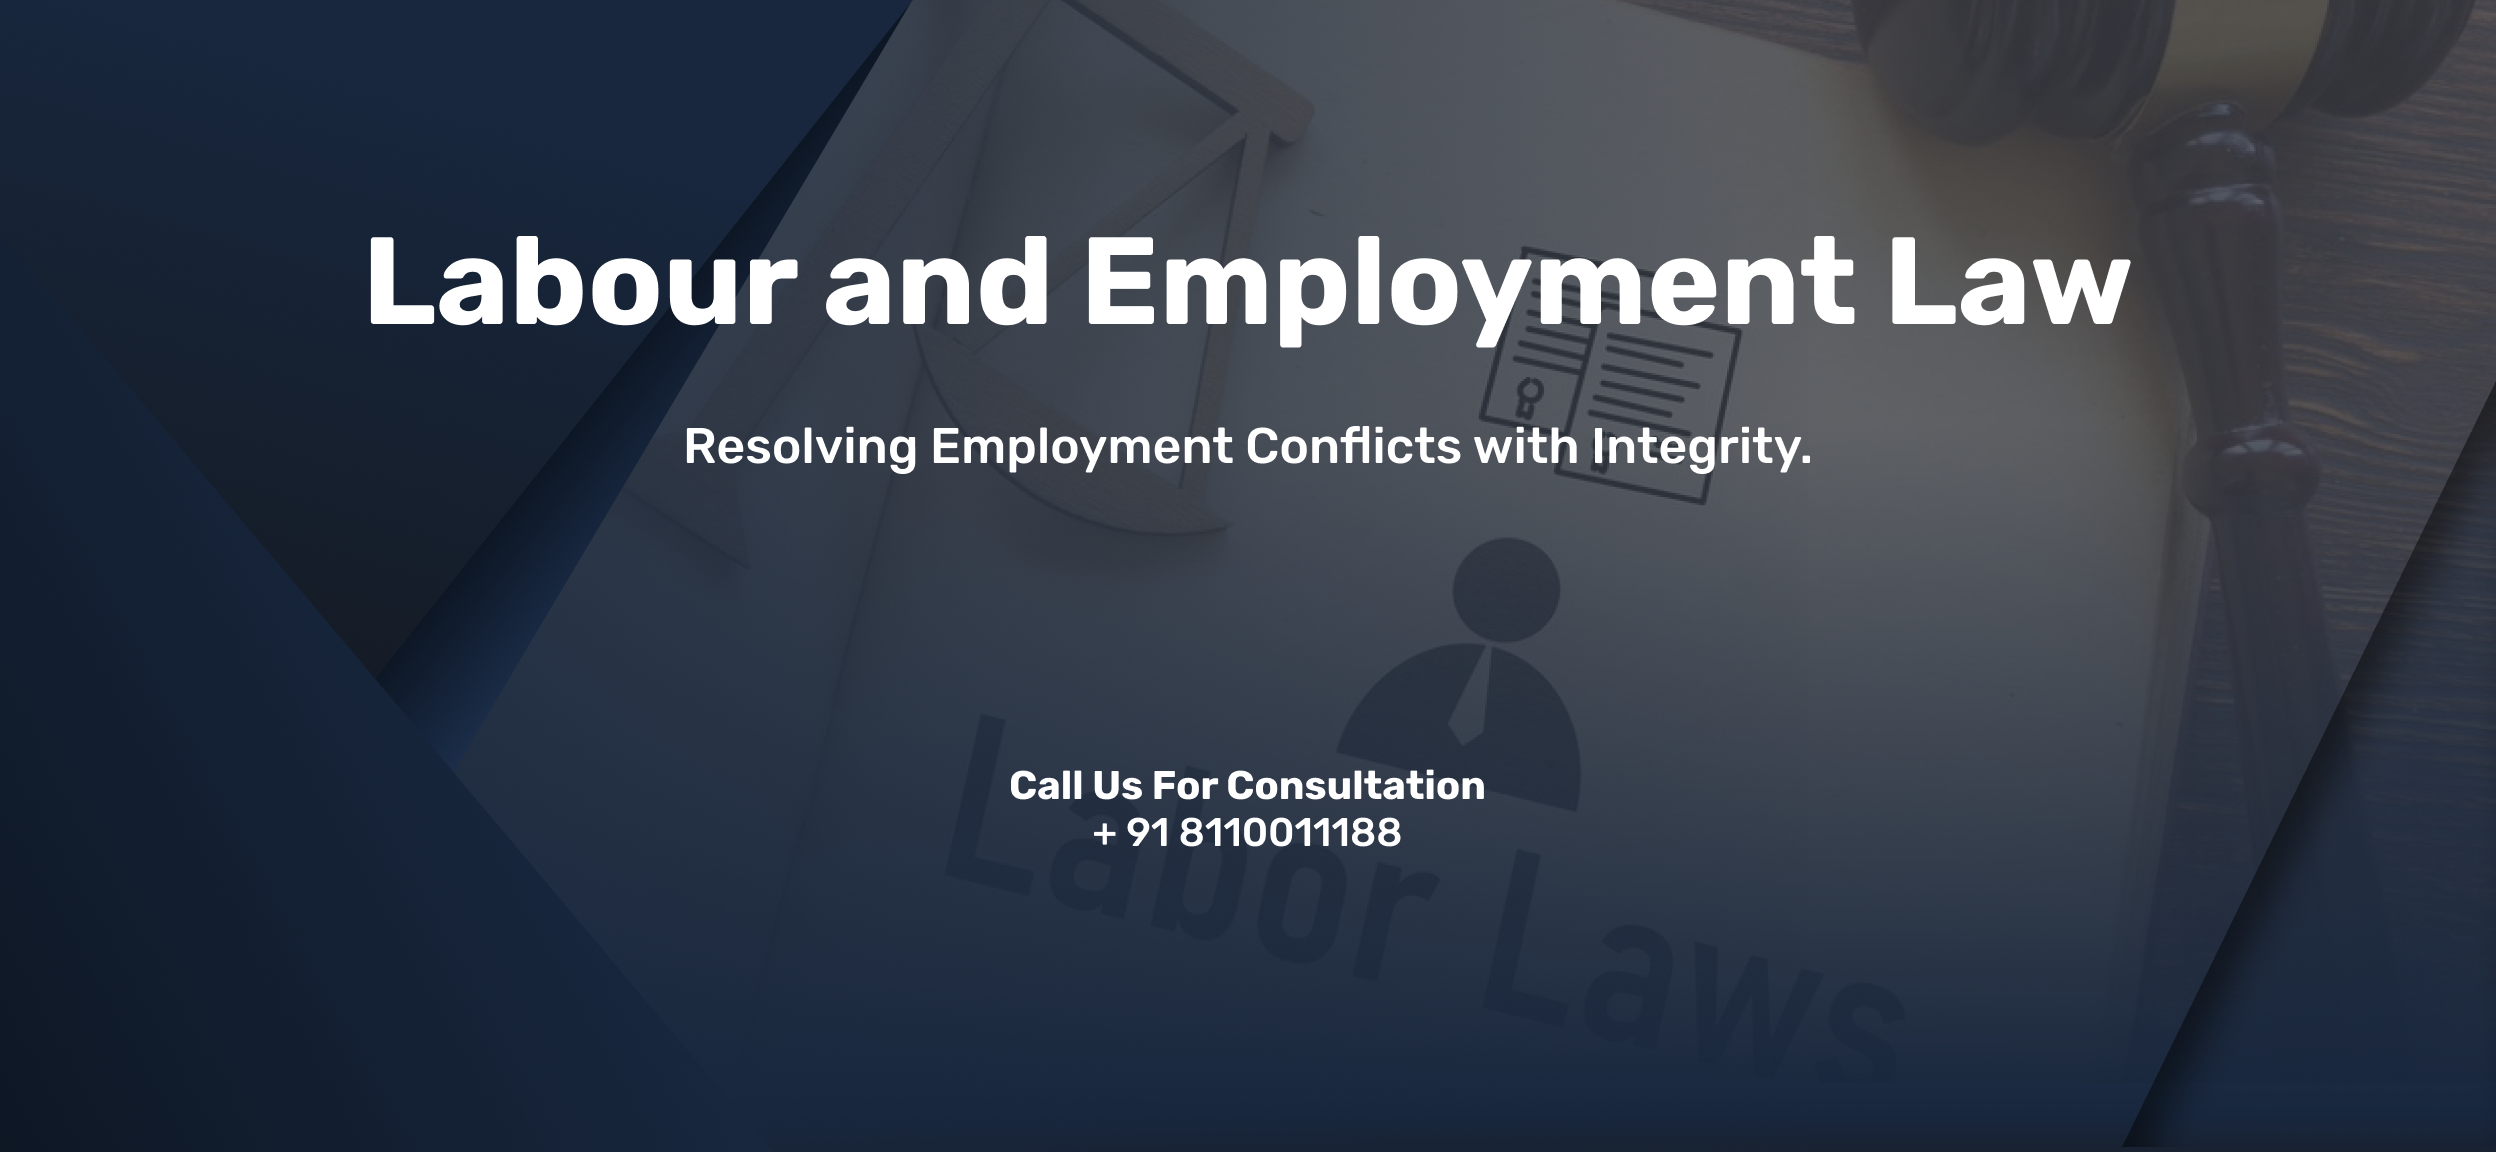 Labour and Employment Law
Resolving Employment Conflicts with Integrity.
Call Us For Consultation
+ 91 8110011188
Labor Laws